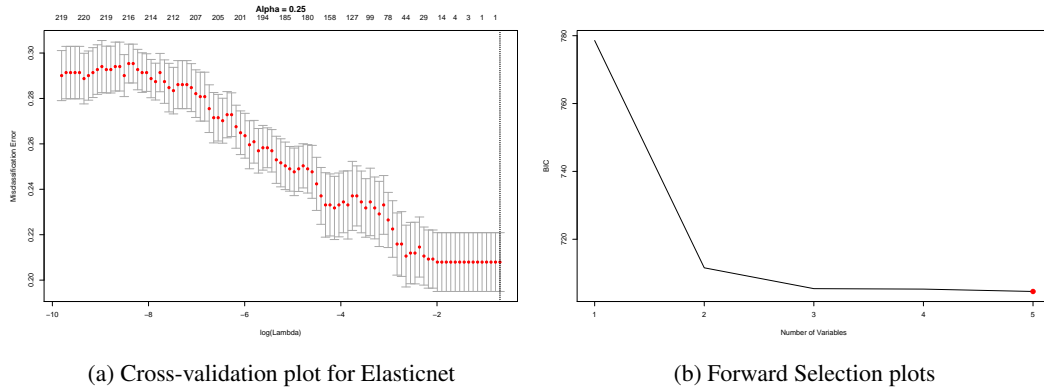 Alpha = 0.25
219 220 219 216 214 212 207 205 201 194 185 180 158 127 99 78 44 29 14 4 3 1 1
Misclassification Error
0.30
0.28
0.26
0.24
0.22
0.20
−10 −8 −6 −4 −2
log(Lambda)
(a) Cross-validation plot for Elasticnet
BIC
780
760
740
720
1 2 3 4 5
Number of Variables
(b) Forward Selection plots